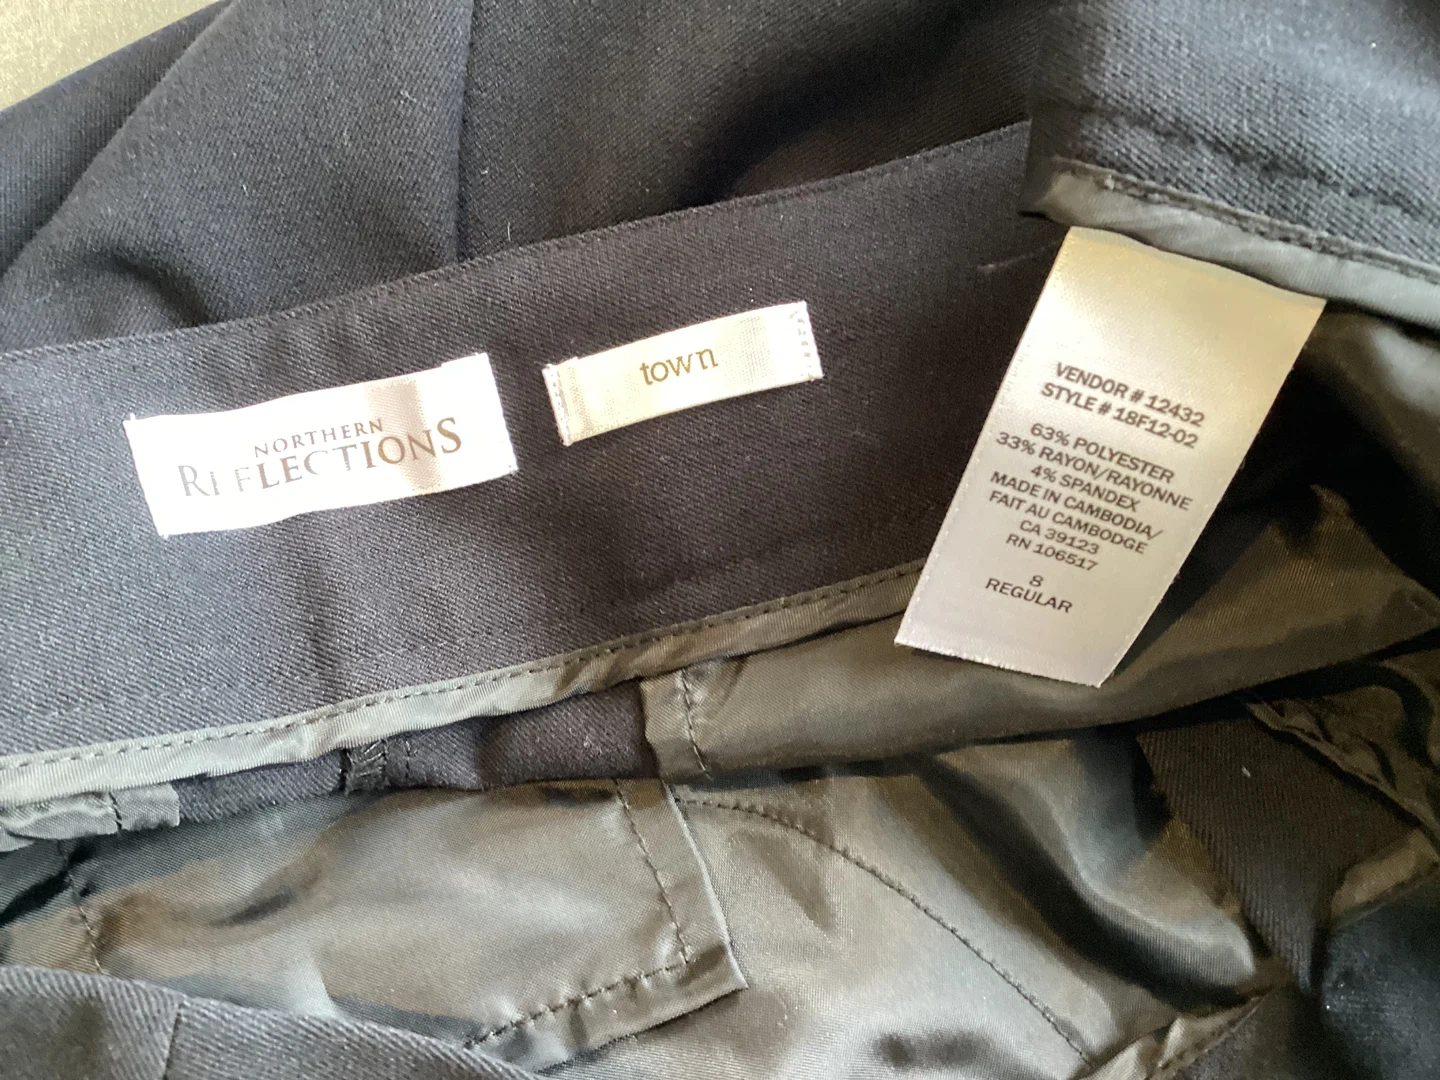 NORTHERN
REFLECTIONS
town
VENDOR # 12432
STYLE # 18F12-02
63% POLYESTER
33% RAYON/RAYONNE
4% SPANDEX
MADE IN CAMBODIA/
FAIT AU CAMBODGE
CA 39123
RN 106517
8
REGULAR